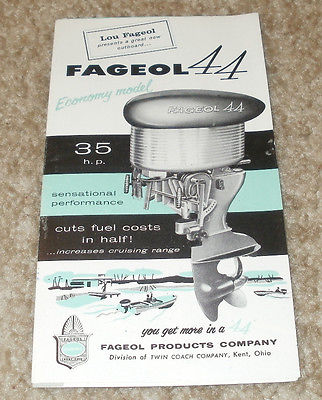 Lou Fageol
presents a great new
outboard...
FAGEOL 44
Economy model
FAGEOL 44
35
h.p.
sensational
performance
cuts fuel costs
in half!
...increases cruising range
you get more in a 44
FAGEOL PRODUCTS COMPANY
Division of TWIN COACH COMPANY, Kent, Ohio
FAGEOL